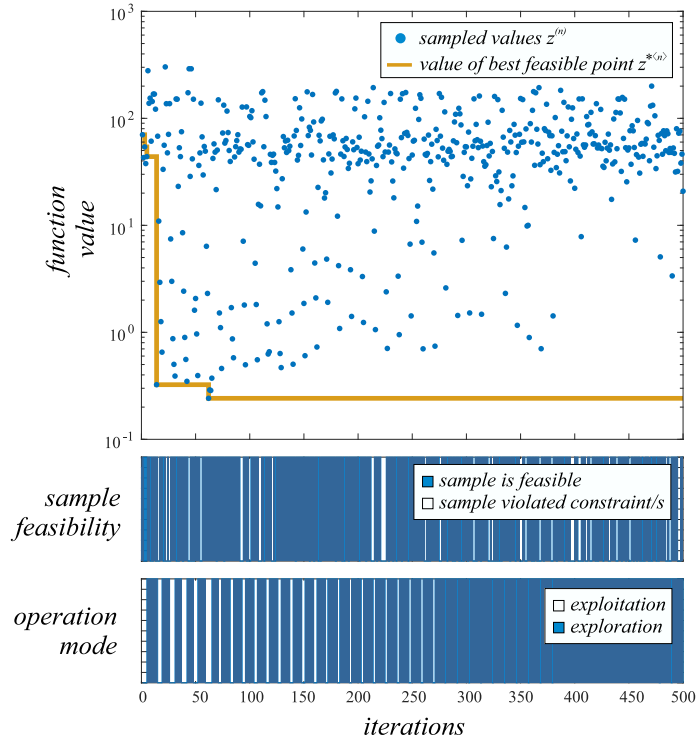 10^3
sampled values z^(n)
value of best feasible point z*^⟨n⟩
10^2
10^1
function
value
10^0
10^-1
sample is feasible
sample violated constraint/s
sample
feasibility
exploitation
exploration
operation
mode
0 50 100 150 200 250 300 350 400 450 500
iterations